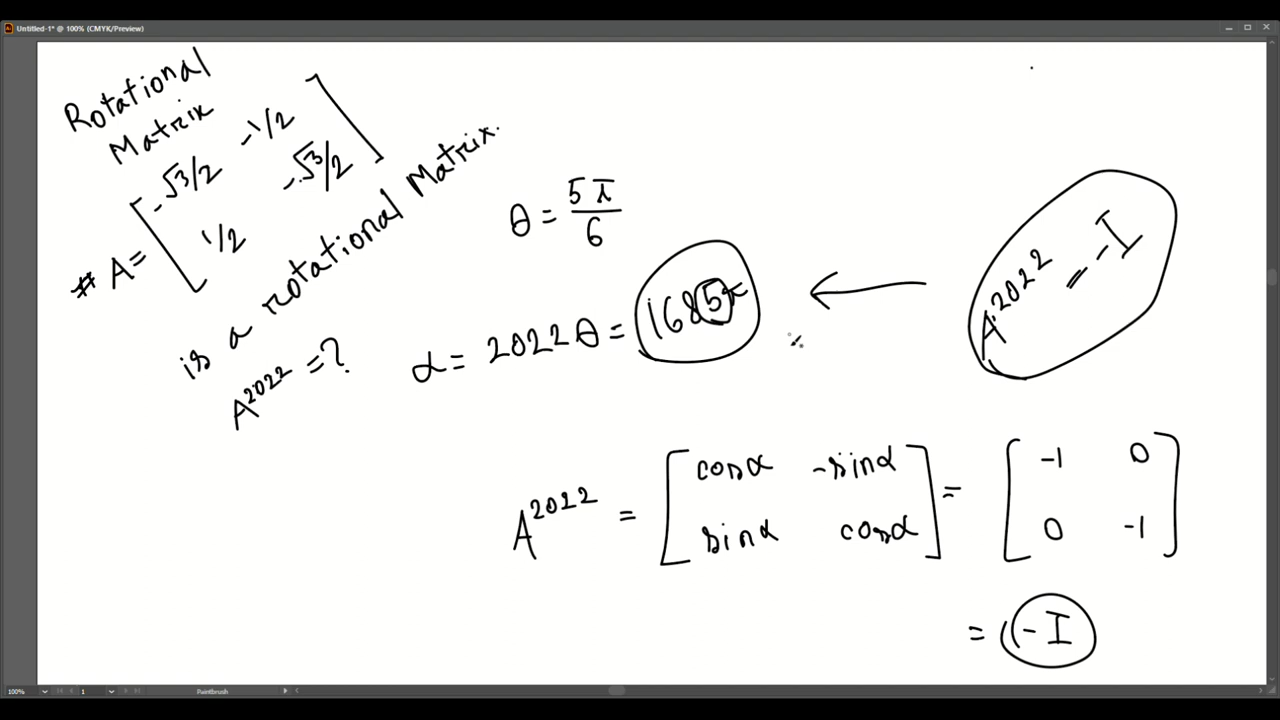 Untitled-1* @ 100% (CMYK/Preview)
Rotational
Matrix
# A = [ -√3/2 -1/2
1/2 -√3/2 ]
is a rotational Matrix.
A^2022 = ?
θ = 5π/6
α = 2022θ = 1685π
A^2022 = -I
A^2022 = [ cosα -sinα
sinα cosα ] = [ -1 0
0 -1 ]
= (-I
100%
1
Paintbrush